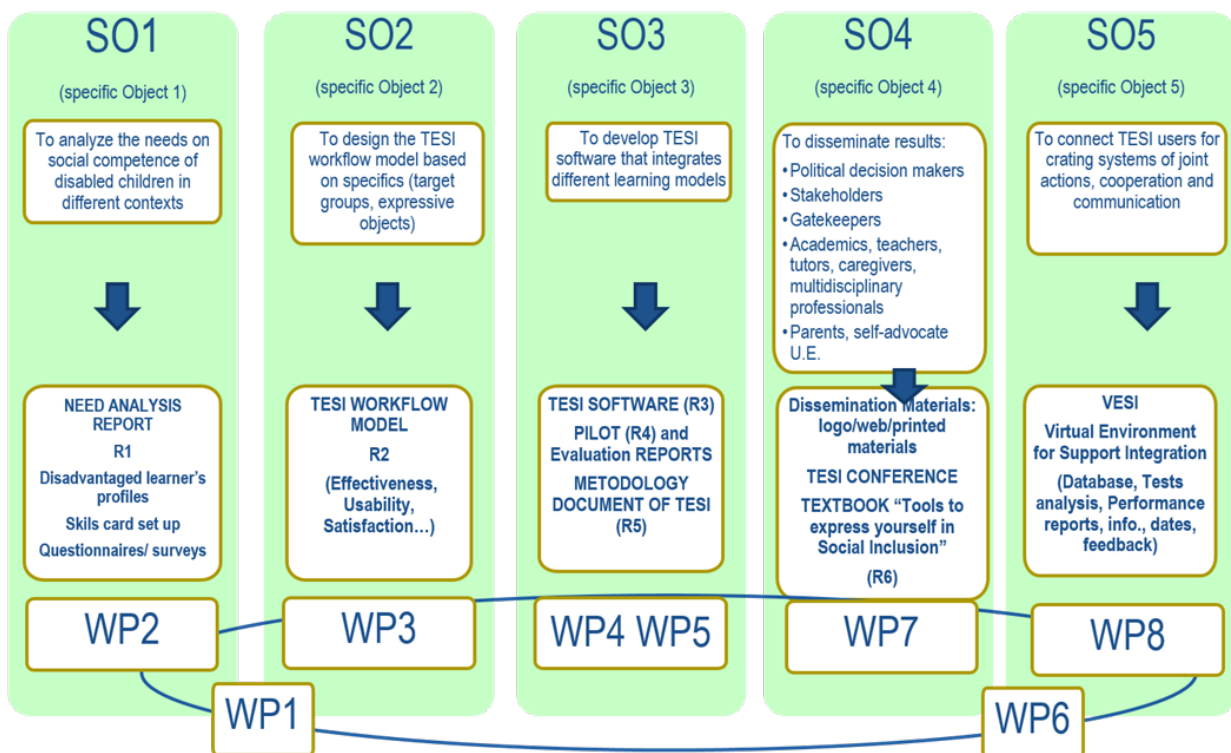 SO1
(specific Object 1)
To analyze the needs on
social competence of
disabled children in
different contexts
NEED ANALYSIS
REPORT
R1
Disadvantaged learner's
profiles
Skils card set up
Questionnaires/ surveys
WP2
SO2
(specific Object 2)
To design the TESI
workflow model based
on specifics (target
groups, expressive
objects)
TESI WORKFLOW
MODEL
R2
(Effectiveness,
Usability,
Satisfaction…)
WP3
SO3
(specific Object 3)
To develop TESI
software that integrates
different learning models
TESI SOFTWARE (R3)
PILOT (R4) and
Evaluation REPORTS
METODOLOGY
DOCUMENT OF TESI
(R5)
WP4 WP5
SO4
(specific Object 4)
To disseminate results:
•Political decision makers
•Stakeholders
•Gatekeepers
•Academics, teachers,
tutors, caregivers,
multidisciplinary
professionals
•Parents, self-advocate
U.E.
Dissemination Materials:
logo/web/printed
materials
TESI CONFERENCE
TEXTBOOK “Tools to
express yourself in
Social Inclusion”
(R6)
WP7
SO5
(specific Object 5)
To connect TESI users for
crating systems of joint
actions, cooperation and
communication
VESI
Virtual Environment
for Support Integration
(Database, Tests
analysis, Performance
reports, info., dates,
feedback)
WP8
WP1
WP6